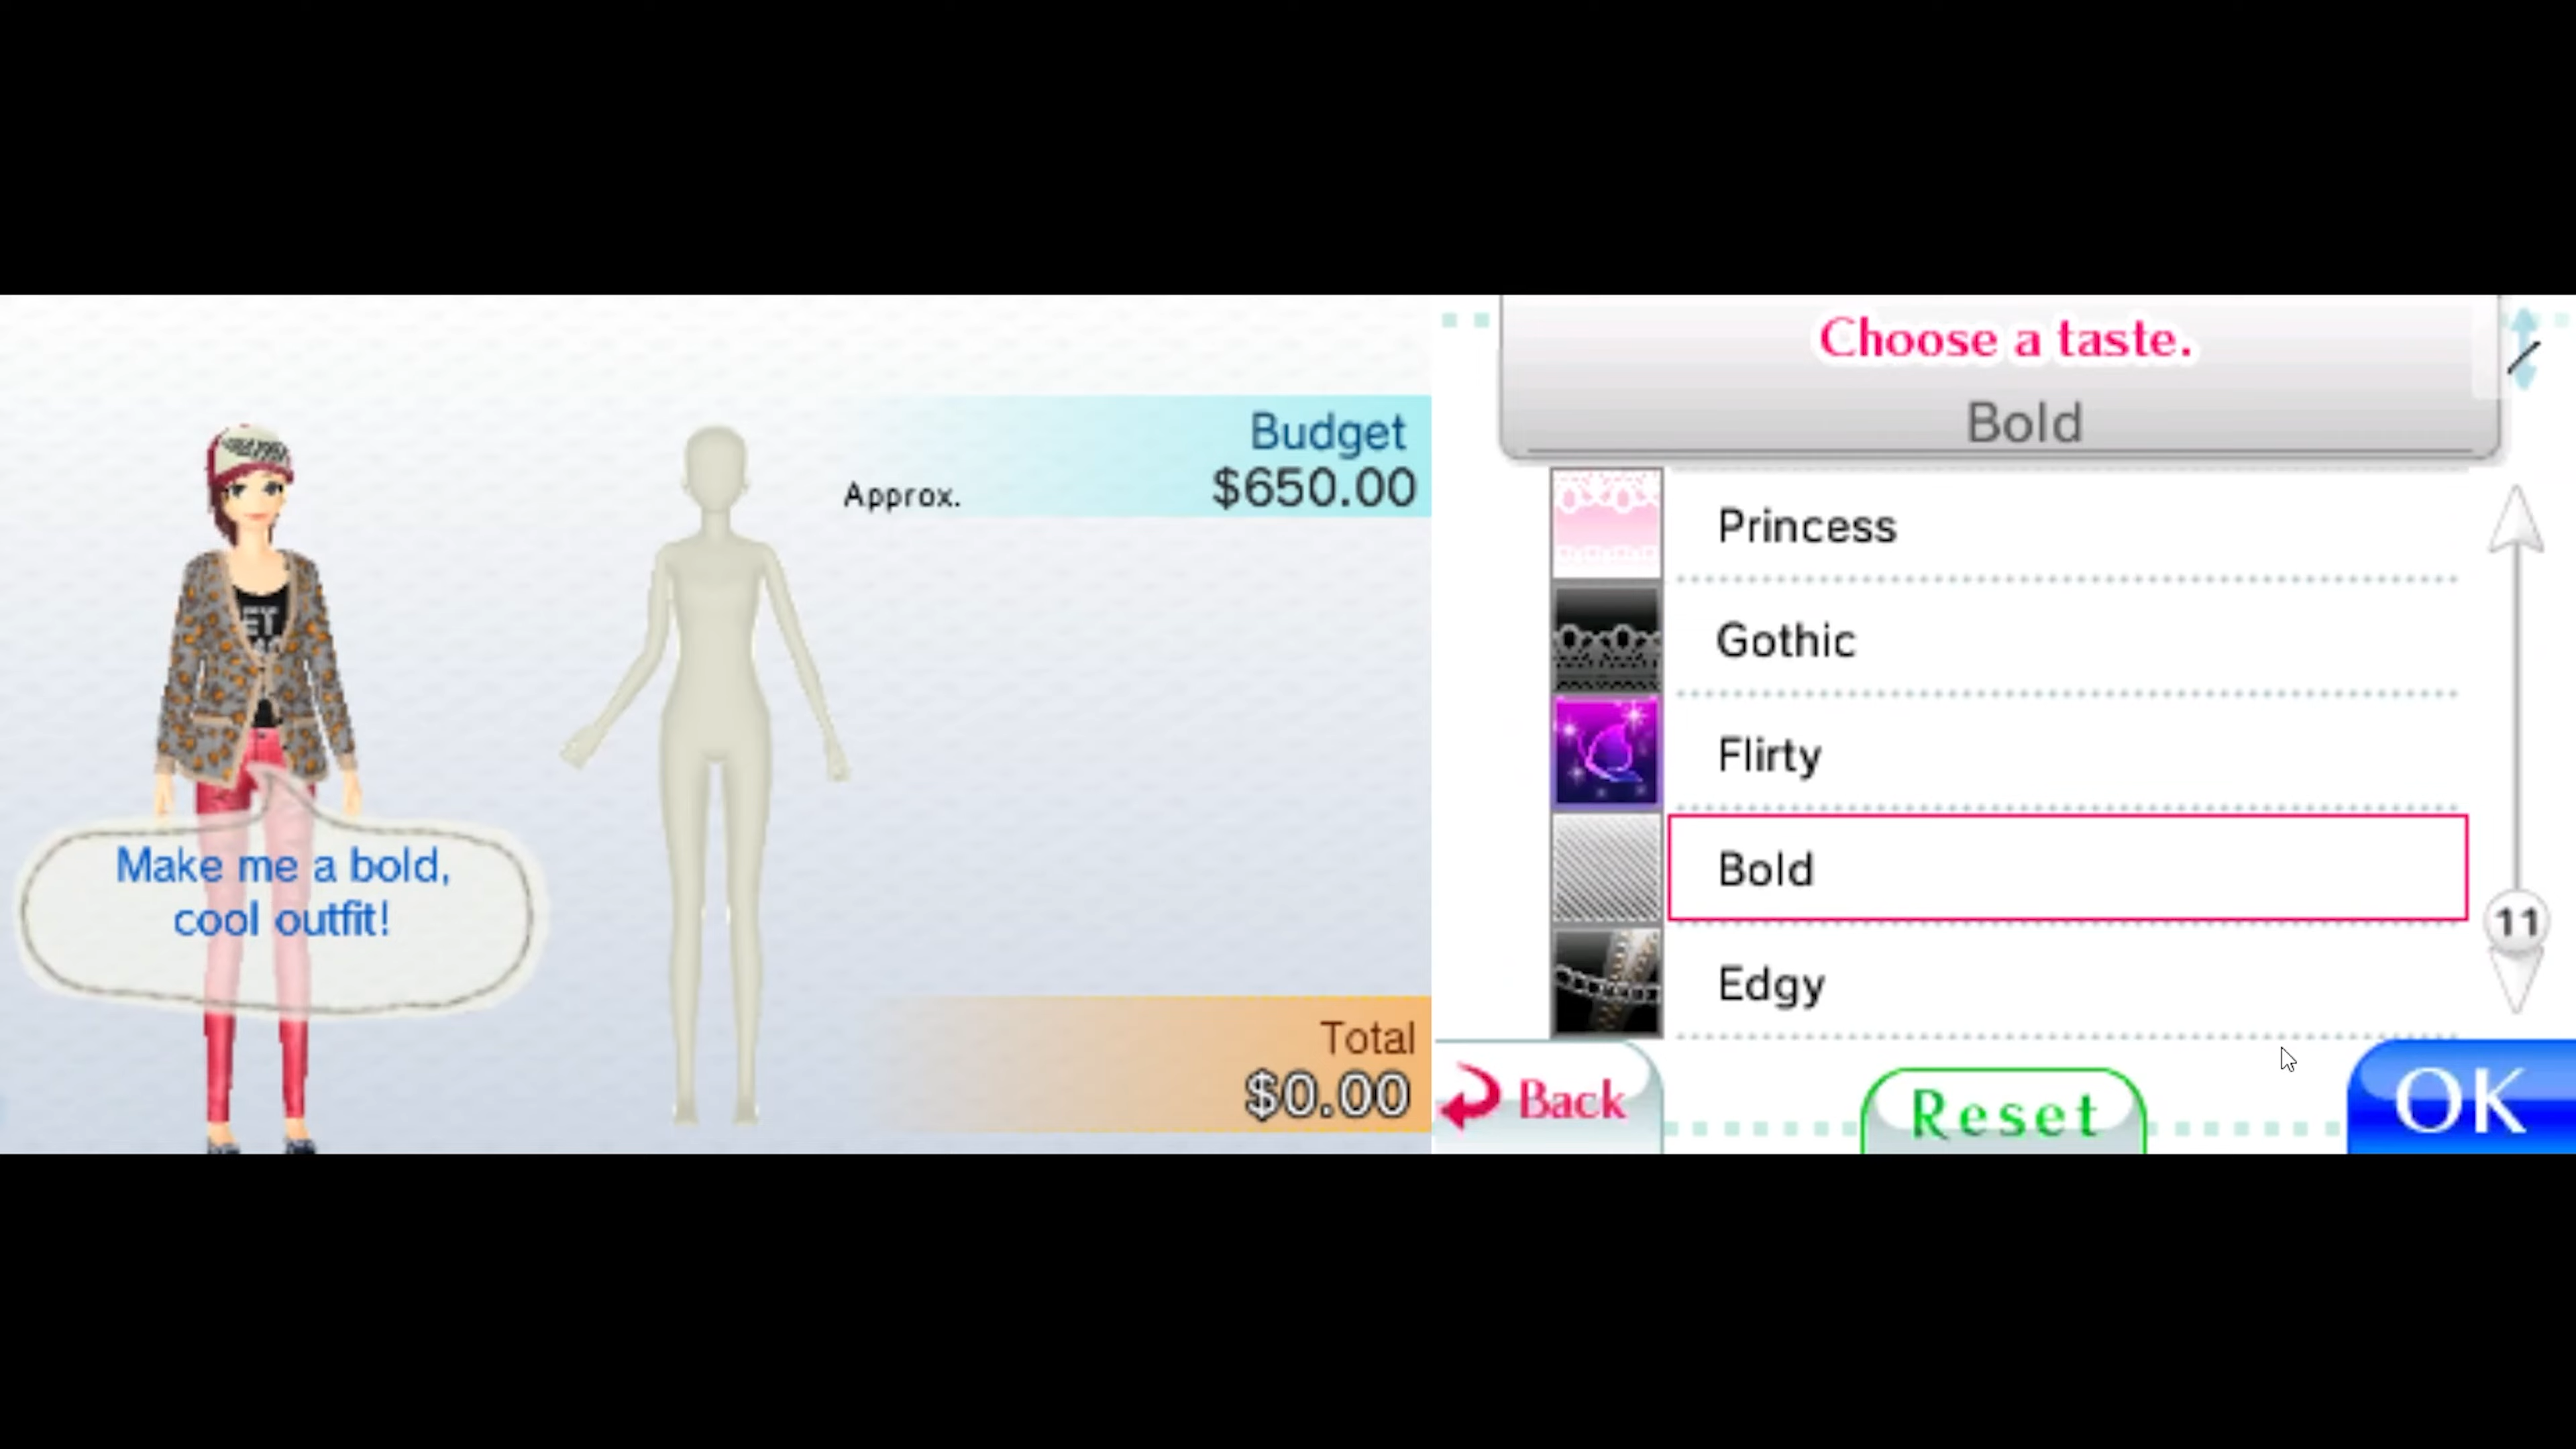 Budget
Approx. $650.00
Make me a bold,
cool outfit!
Total
$0.00
Choose a taste.
Bold
Princess
Gothic
Flirty
Bold
Edgy
11
Back
Reset
OK